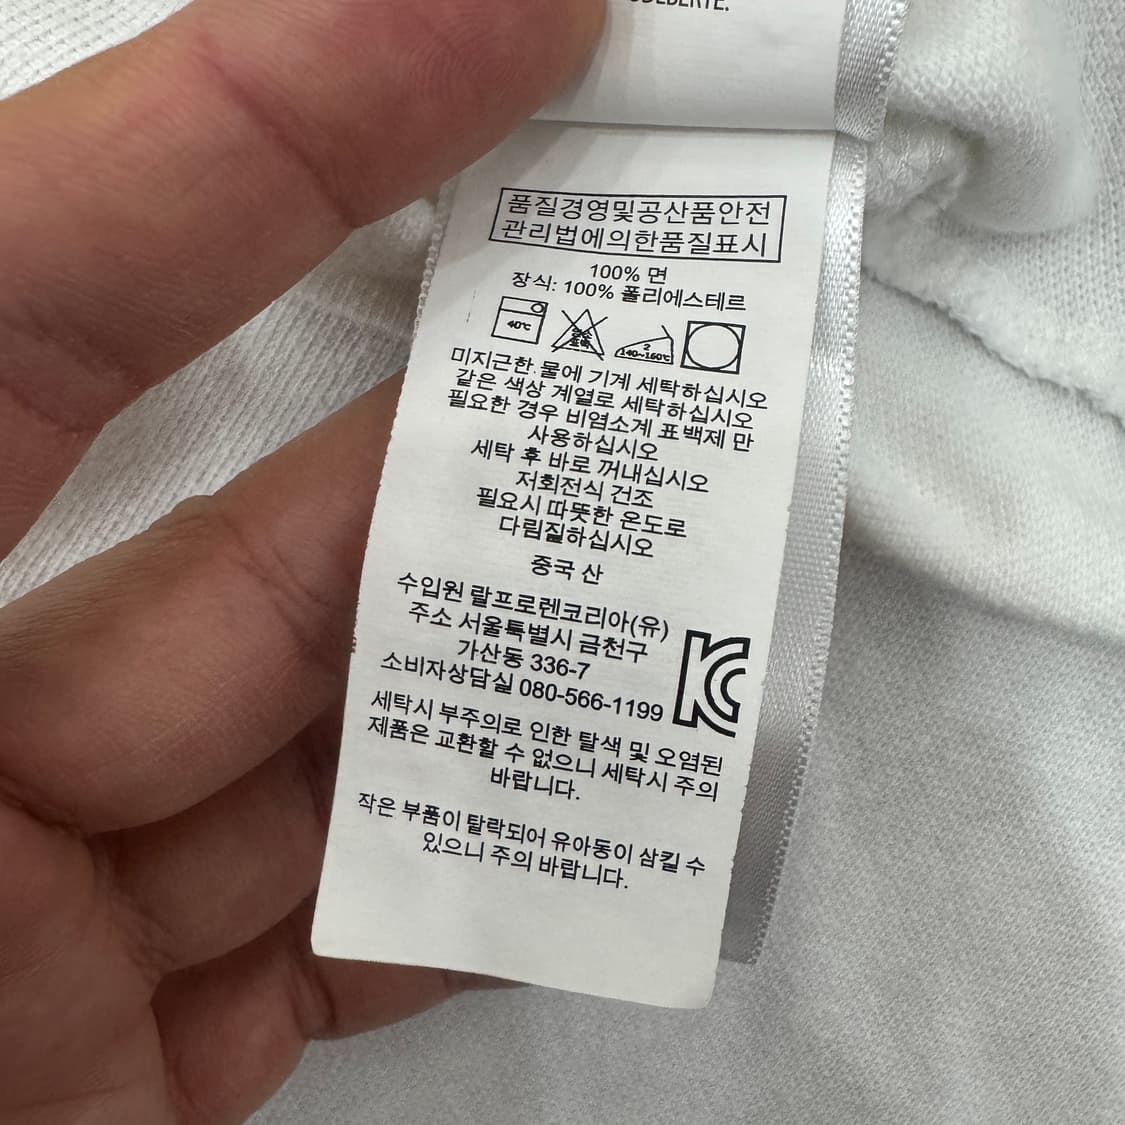 품질경영및공산품안전
관리법에의한품질표시
100% 면
장식: 100% 폴리에스테르
40℃
염소
표백
2
140~160℃
미지근한 물에 기계 세탁하십시오
같은 색상 계열로 세탁하십시오
필요한 경우 비염소계 표백제 만
사용하십시오
세탁 후 바로 꺼내십시오
저회전식 건조
필요시 따뜻한 온도로
다림질하십시오
중국 산
수입원 랄프로렌코리아(유)
주소 서울특별시 금천구
가산동 336-7
소비자상담실 080-566-1199
세탁시 부주의로 인한 탈색 및 오염된
제품은 교환할 수 없으니 세탁시 주의
바랍니다.
작은 부품이 탈락되어 유아동이 삼킬 수
있으니 주의 바랍니다.